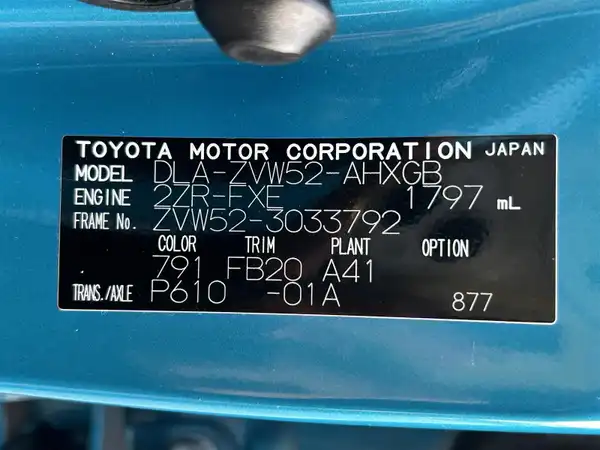 TOYOTA MOTOR CORPORATION JAPAN
MODEL DLA-ZVW52-AHXGB
ENGINE 2ZR-FXE 1797 mL
FRAME No. ZVW52-3033792
COLOR TRIM PLANT OPTION
791 FB20 A41
TRANS./AXLE P610 -01A 877